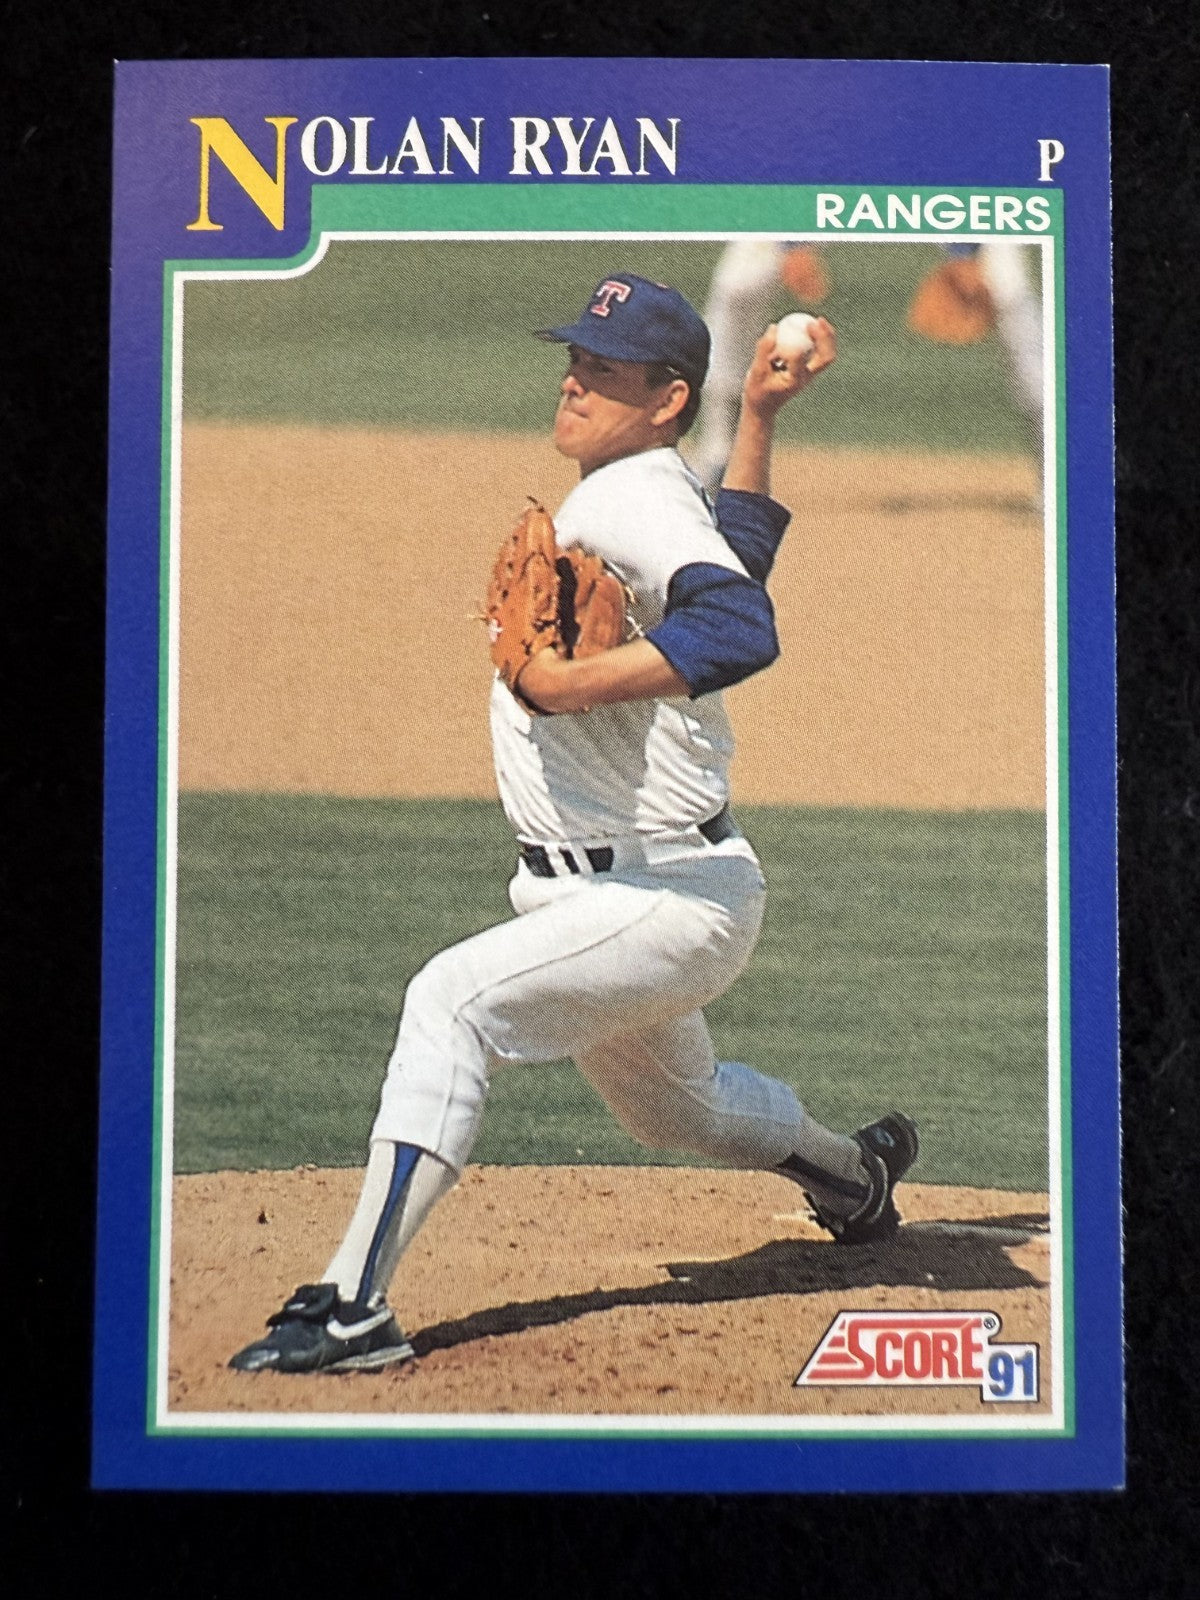 NOLAN RYAN
P
RANGERS
T
SCORE®
91